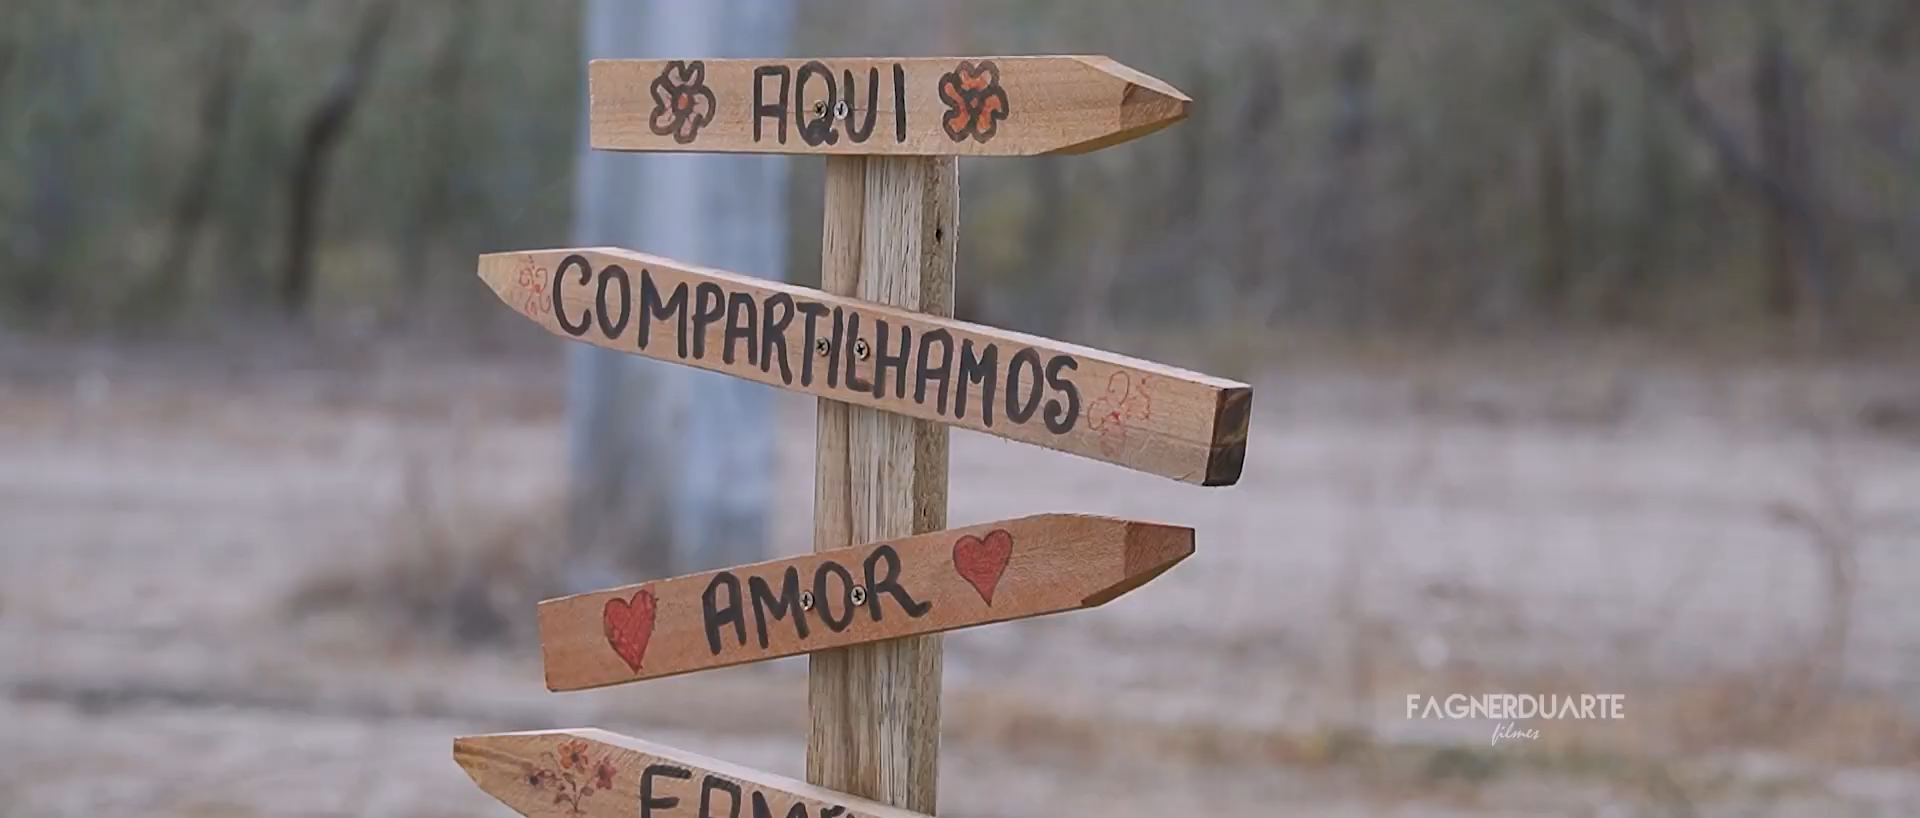 AQUI
COMPARTILHAMOS
AMOR
FAGNERDUARTE
filmes